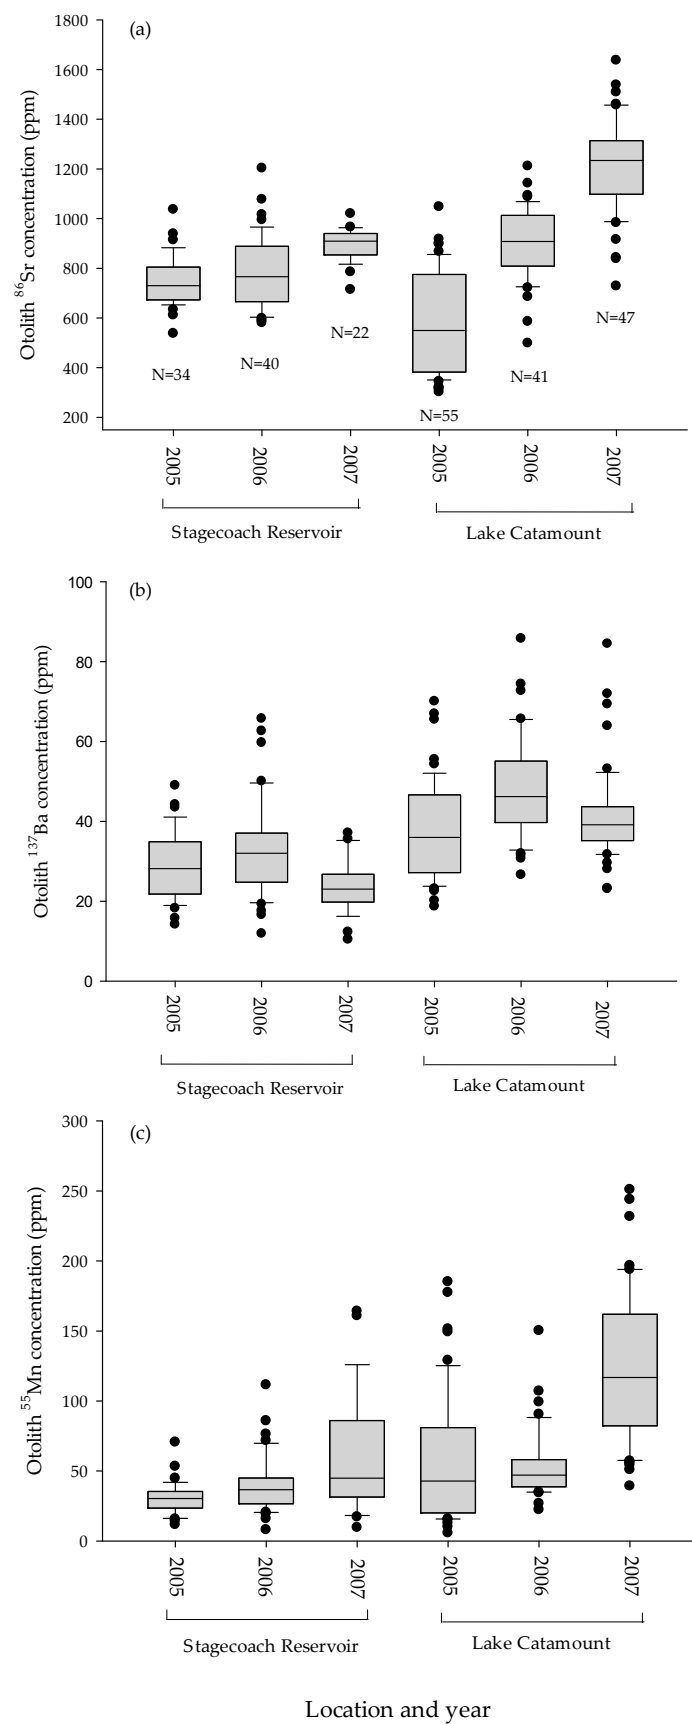 (a)
1800
1600
1400
1200
1000
800
600
400
200
Otolith ⁸⁶Sr concentration (ppm)
N=34
N=40
N=22
N=55
N=41
N=47
2005
2006
2007
2005
2006
2007
Stagecoach Reservoir
Lake Catamount
(b)
100
80
60
40
20
0
Otolith ¹³⁷Ba concentration (ppm)
2005
2006
2007
2005
2006
2007
Stagecoach Reservoir
Lake Catamount
(c)
300
250
200
150
100
50
0
Otolith ⁵⁵Mn concentration (ppm)
2005
2006
2007
2005
2006
2007
Stagecoach Reservoir
Lake Catamount
Location and year